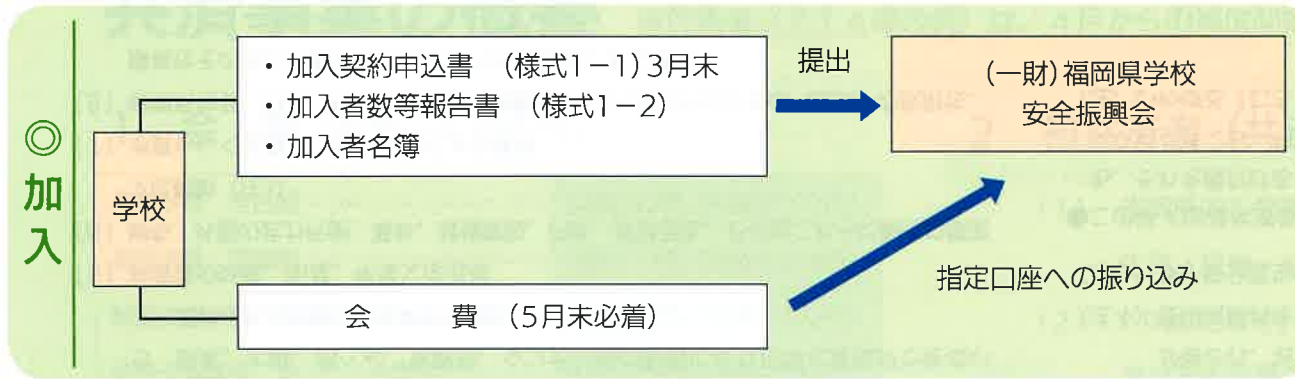 ◎加入
学校
・加入契約申込書 (様式1－1)3月末
・加入者数等報告書 (様式1－2)
・加入者名簿
提出
(一財)福岡県学校
安全振興会
会　　費 (5月末必着)
指定口座への振り込み